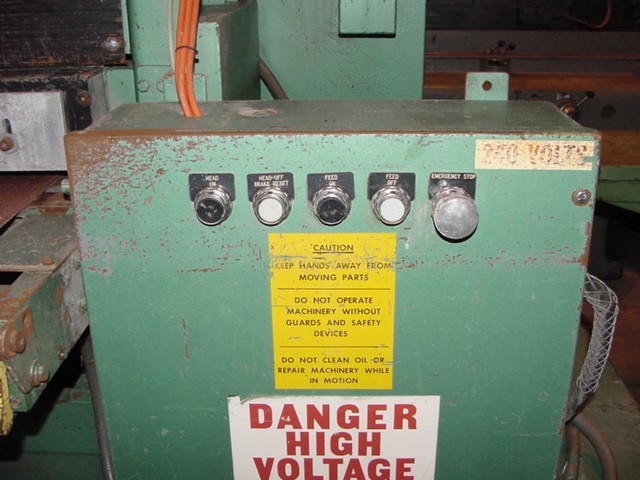 HEAD
ON
HEAD-OFF
BRAKE RESET
FEED
ON
FEED
OFF
EMERGENCY STOP
VOLTS
CAUTION
KEEP HANDS AWAY FROM
MOVING PARTS
DO NOT OPERATE
MACHINERY WITHOUT
GUARDS AND SAFETY
DEVICES
DO NOT CLEAN OIL OR
REPAIR MACHINERY WHILE
IN MOTION
DANGER
HIGH
VOLTAGE